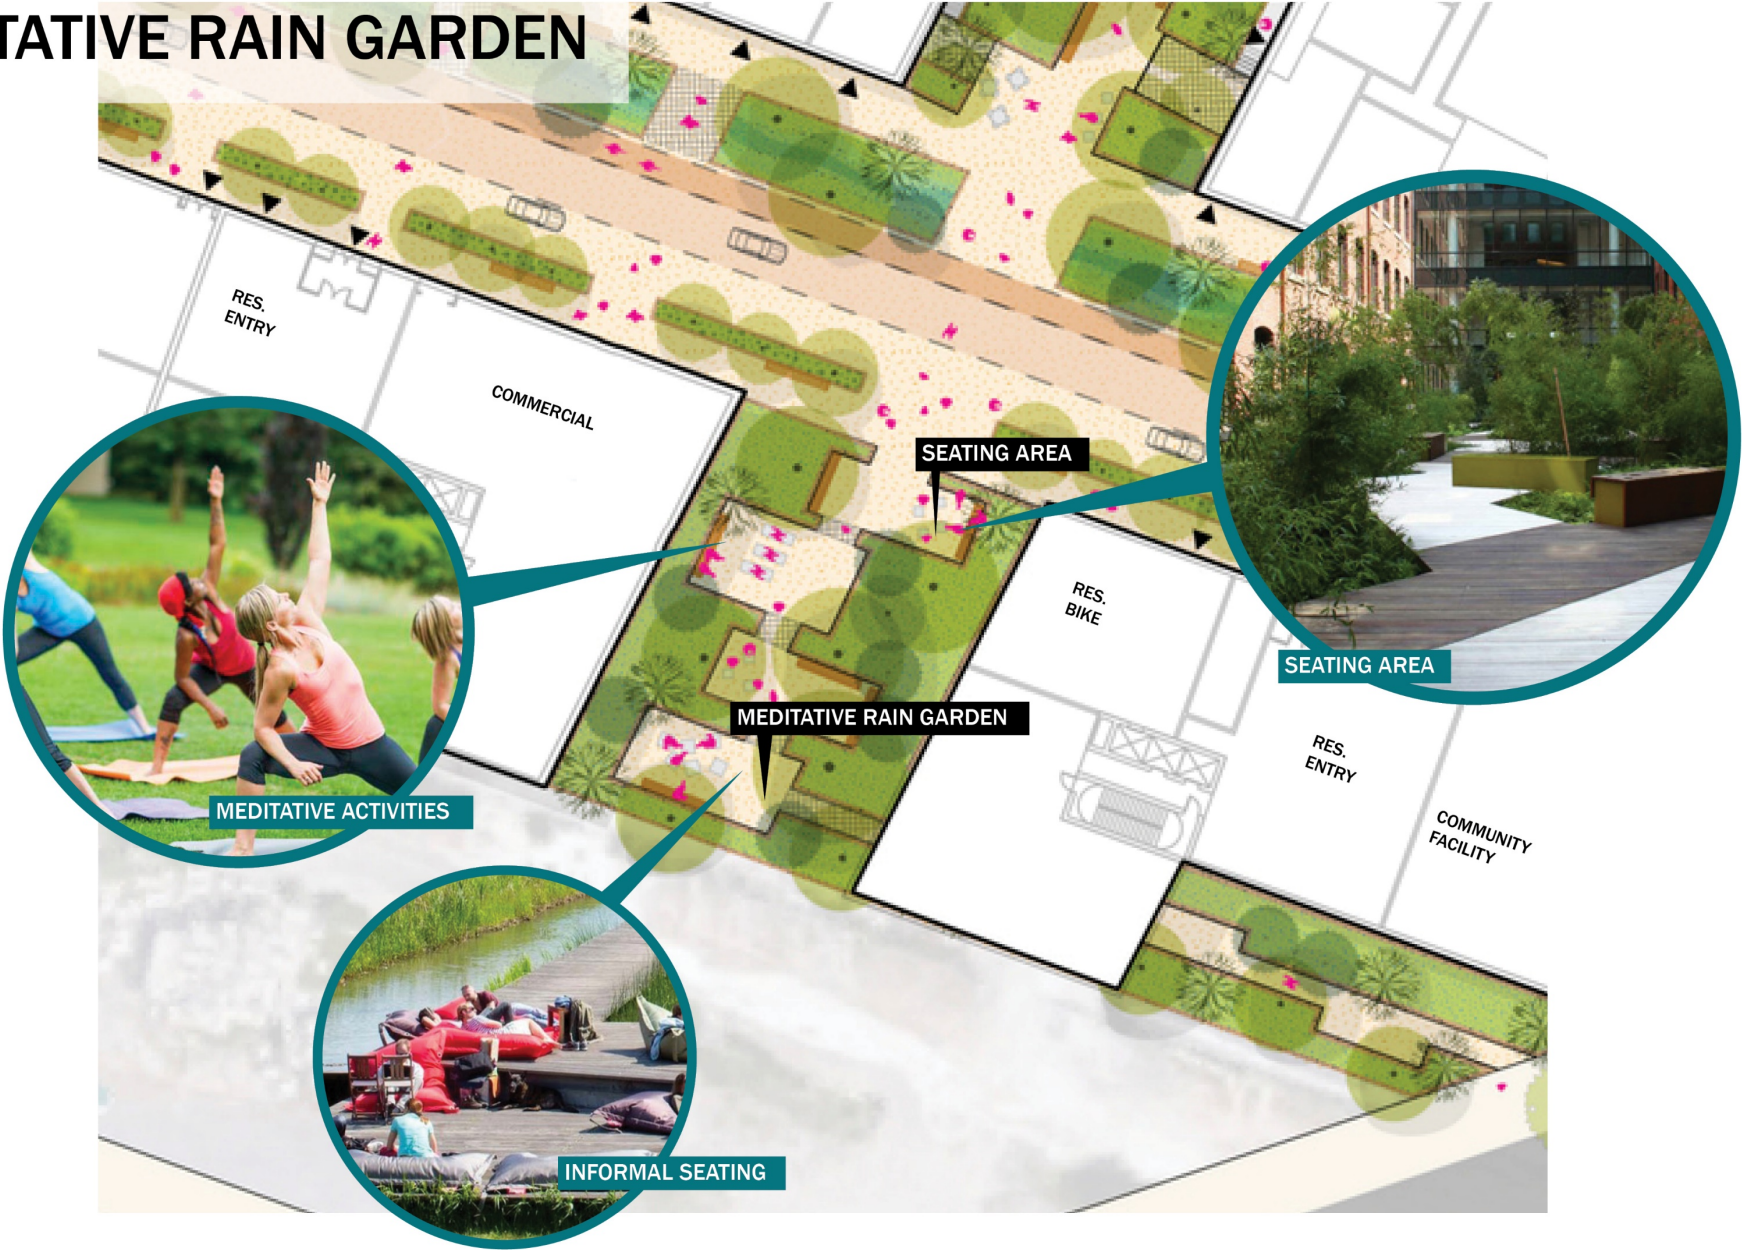 TATIVE RAIN GARDEN
RES.
ENTRY
COMMERCIAL
SEATING AREA
RES.
BIKE
SEATING AREA
MEDITATIVE RAIN GARDEN
RES.
ENTRY
MEDITATIVE ACTIVITIES
COMMUNITY
FACILITY
INFORMAL SEATING